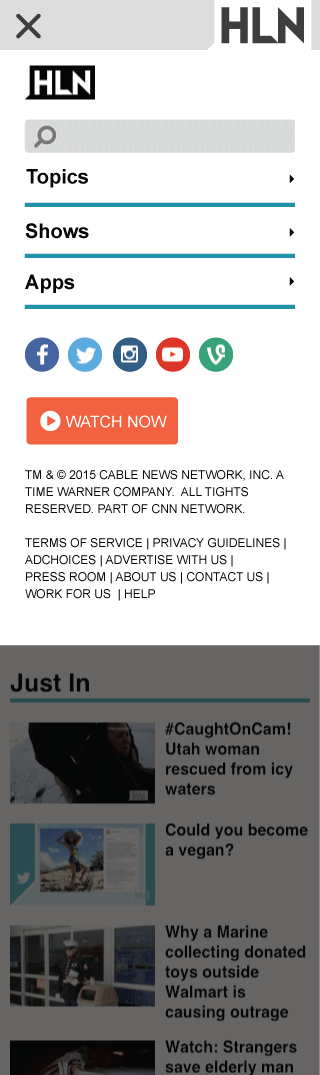 HLN
HLN
Topics
Shows
Apps
WATCH NOW
TM & © 2015 CABLE NEWS NETWORK, INC. A
TIME WARNER COMPANY.  ALL TIGHTS
RESERVED. PART OF CNN NETWORK.
TERMS OF SERVICE | PRIVACY GUIDELINES |
ADCHOICES | ADVERTISE WITH US |
PRESS ROOM | ABOUT US | CONTACT US |
WORK FOR US  | HELP
Just In
#CaughtOnCam!
Utah woman
rescued from icy
waters
Could you become
a vegan?
Why a Marine
collecting donated
toys outside
Walmart is
causing outrage
Watch: Strangers
save elderly man